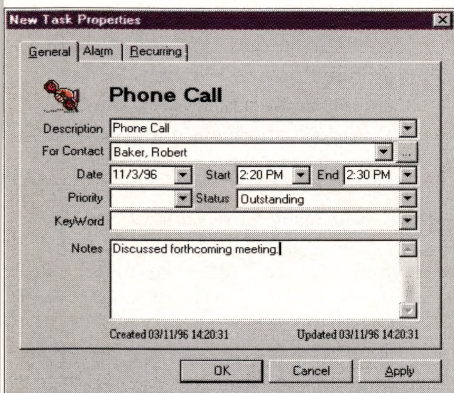 New Task Properties
General Alarm Recurring
Phone Call
Description Phone Call
For Contact Baker, Robert ...
Date 11/3/96 Start 2:20 PM End 2:30 PM
Priority Status Outstanding
KeyWord
Notes Discussed forthcoming meeting.
Created 03/11/96 14:20:31 Updated 03/11/96 14:20:31
OK Cancel Apply